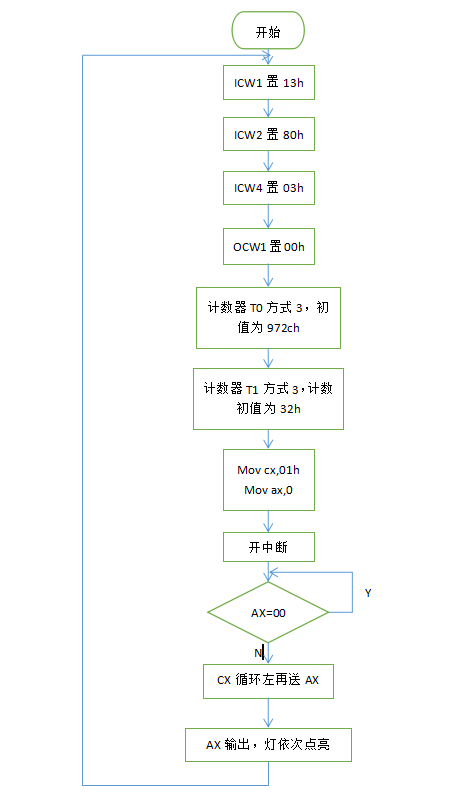 开始
ICW1 置 13h
ICW2 置 80h
ICW4 置 03h
OCW1 置 00h
计数器 T0 方式 3，初
值为 972ch
计数器 T1 方式 3,计数
初值为 32h
Mov cx,01h
Mov ax,0
开中断
AX=00
Y
N
CX 循环左再送 AX
AX 输出，灯依次点亮